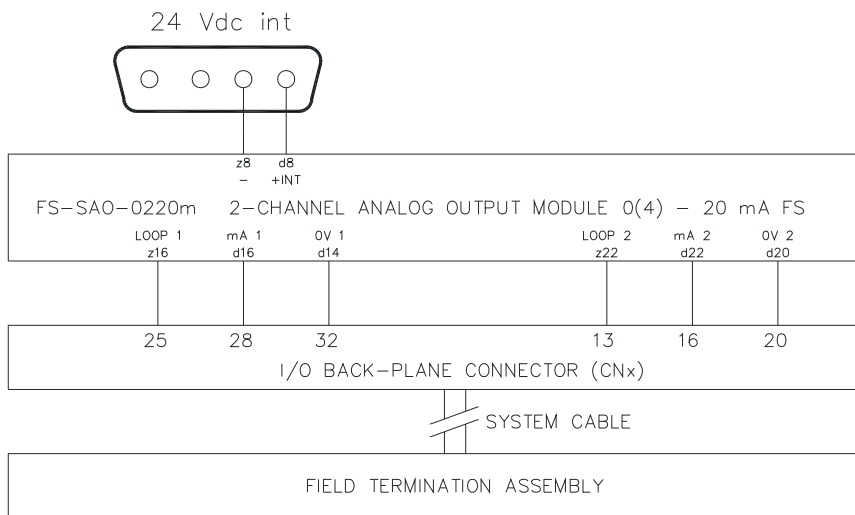 24 Vdc int
z8 d8
- +INT
FS-SAO-0220m 2-CHANNEL ANALOG OUTPUT MODULE 0(4) - 20 mA FS
LOOP 1 mA 1 0V 1 LOOP 2 mA 2 0V 2
z16 d16 d14 z22 d22 d20
25 28 32 13 16 20
I/O BACK-PLANE CONNECTOR (CNx)
SYSTEM CABLE
FIELD TERMINATION ASSEMBLY